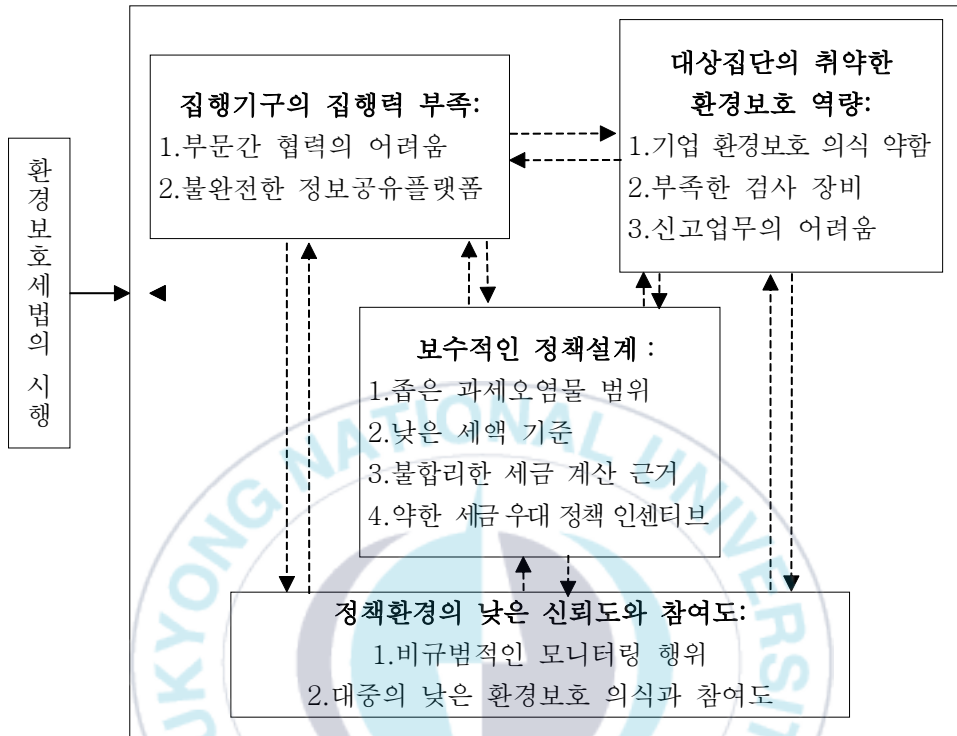 환경보호세법의 시행
집행기구의 집행력 부족:
1.부문간 협력의 어려움
2.불완전한 정보공유플랫폼
대상집단의 취약한
환경보호 역량:
1.기업 환경보호 의식 약함
2.부족한 검사 장비
3.신고업무의 어려움
보수적인 정책설계 :
1.좁은 과세오염물 범위
2.낮은 세액 기준
3.불합리한 세금 계산 근거
4.약한 세금 우대 정책 인센티브
정책환경의 낮은 신뢰도와 참여도:
1.비규범적인 모니터링 행위
2.대중의 낮은 환경보호 의식과 참여도
UKYONG NATIONAL UNIVERSIT